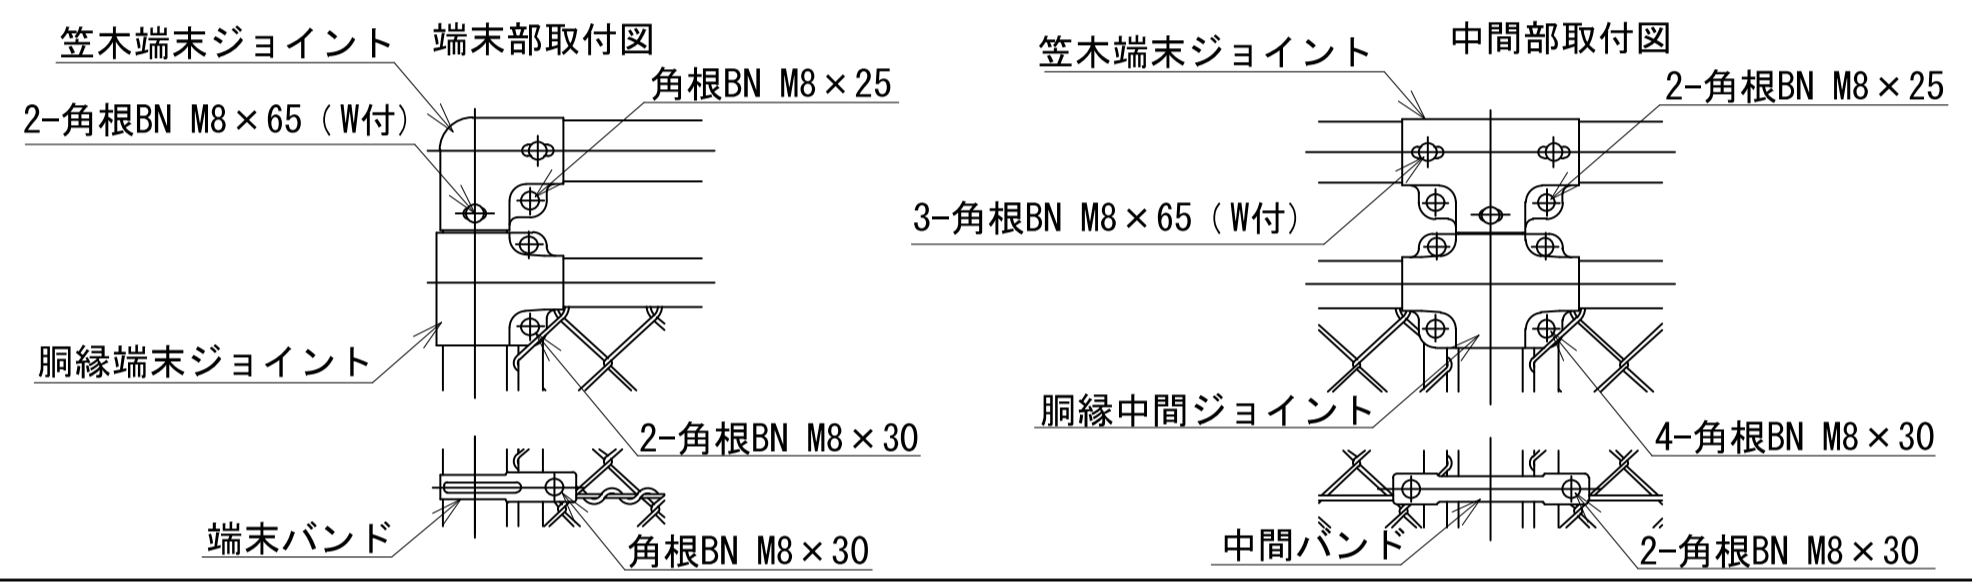 笠木端末ジョイント
端末部取付図
角根BN M8×25
2-角根BN M8×65(W付)
胴縁端末ジョイント
2-角根BN M8×30
端末バンド
角根BN M8×30
笠木端末ジョイント
中間部取付図
2-角根BN M8×25
3-角根BN M8×65(W付)
胴縁中間ジョイント
4-角根BN M8×30
中間バンド
2-角根BN M8×30